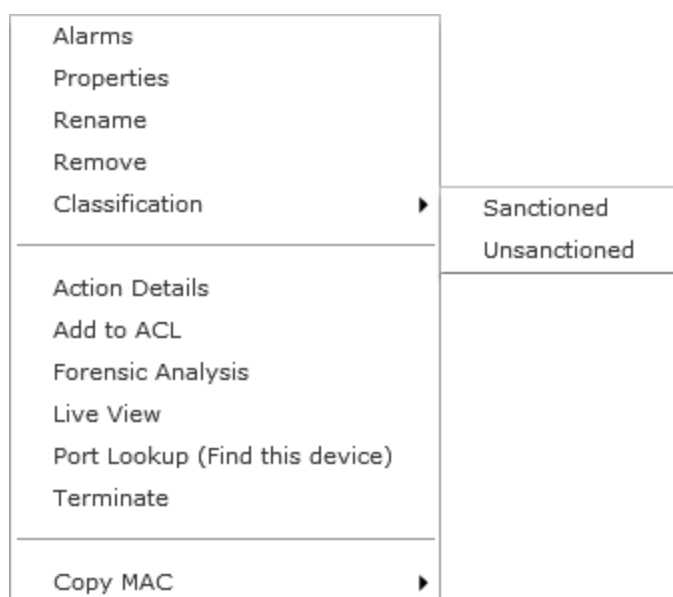 Alarms
Properties
Rename
Remove
Classification
Sanctioned
Unsanctioned
Action Details
Add to ACL
Forensic Analysis
Live View
Port Lookup (Find this device)
Terminate
Copy MAC